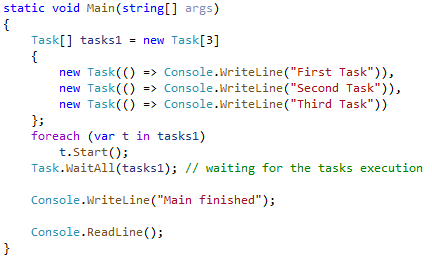 static void Main(string[] args)
{
    Task[] tasks1 = new Task[3]
    {
        new Task(() => Console.WriteLine("First Task")),
        new Task(() => Console.WriteLine("Second Task")),
        new Task(() => Console.WriteLine("Third Task"))
    };
    foreach (var t in tasks1)
        t.Start();
    Task.WaitAll(tasks1); // waiting for the tasks execution

    Console.WriteLine("Main finished");

    Console.ReadLine();
}